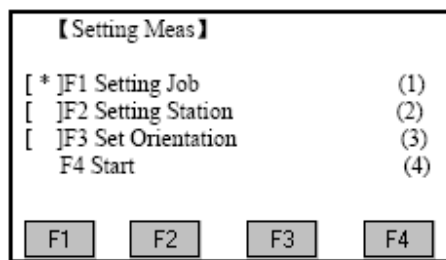 【Setting Meas】
[ * ]F1 Setting Job (1)
[   ]F2 Setting Station (2)
[   ]F3 Set Orientation (3)
F4 Start (4)
F1 F2 F3 F4